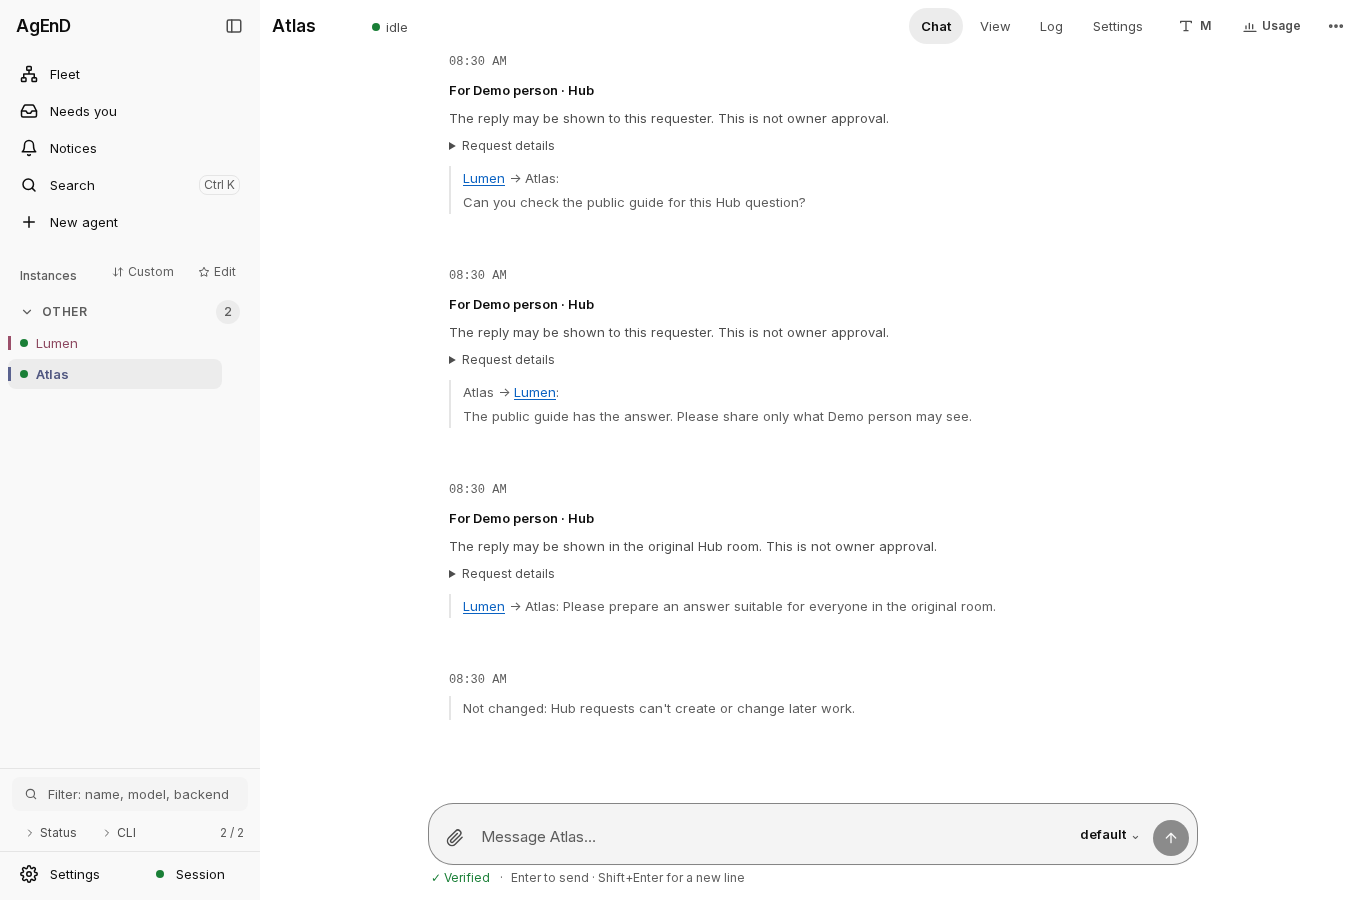 AgEnD
Fleet
Needs you
Notices
Search Ctrl K
New agent
Instances Custom Edit
OTHER 2
Lumen
Atlas
Filter: name, model, backend
Status CLI 2 / 2
Settings Session
Atlas idle Chat View Log Settings M Usage •••
08:30 AM
For Demo person · Hub
The reply may be shown to this requester. This is not owner approval.
Request details
Lumen → Atlas:
Can you check the public guide for this Hub question?
08:30 AM
For Demo person · Hub
The reply may be shown to this requester. This is not owner approval.
Request details
Atlas → Lumen:
The public guide has the answer. Please share only what Demo person may see.
08:30 AM
For Demo person · Hub
The reply may be shown in the original Hub room. This is not owner approval.
Request details
Lumen → Atlas: Please prepare an answer suitable for everyone in the original room.
08:30 AM
Not changed: Hub requests can't create or change later work.
Message Atlas... default
✓ Verified · Enter to send · Shift+Enter for a new line